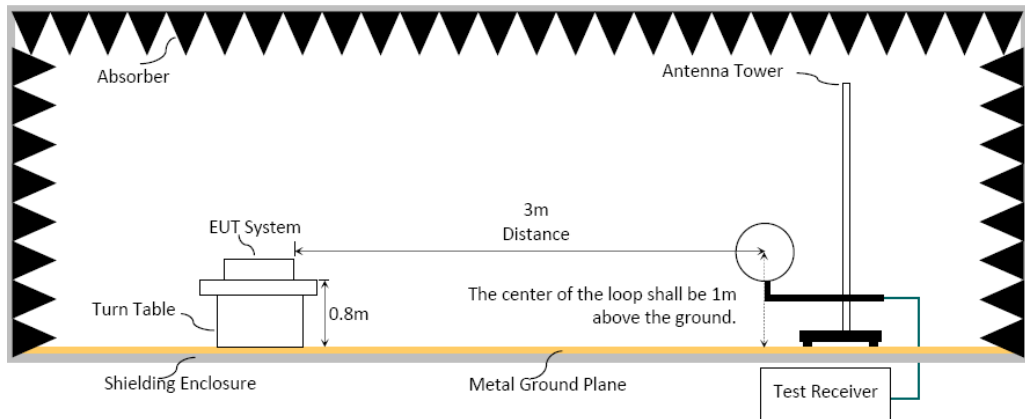 Absorber
Antenna Tower
3m
Distance
EUT System
Turn Table
0.8m
The center of the loop shall be 1m
above the ground.
Shielding Enclosure
Metal Ground Plane
Test Receiver